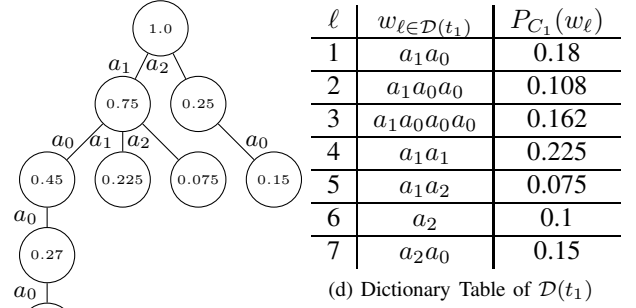 1.0
a₁ a₂
0.75 0.25
a₀ a₁ a₂ a₀
0.45 0.225 0.075 0.15
a₀
0.27
a₀
ℓ w_{ℓ∈𝒟(t₁)} P_{C₁}(w_ℓ)
1 a₁a₀ 0.18
2 a₁a₀a₀ 0.108
3 a₁a₀a₀a₀ 0.162
4 a₁a₁ 0.225
5 a₁a₂ 0.075
6 a₂ 0.1
7 a₂a₀ 0.15
(d) Dictionary Table of 𝒟(t₁)